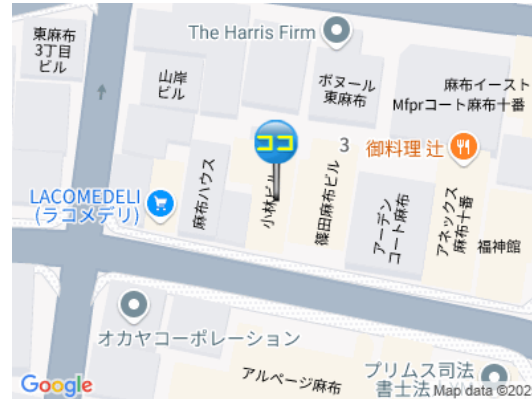 The Harris Firm
東麻布
3丁目
ビル
山岸
ビル
ボヌール
東麻布
麻布イースト
Mfprコート麻布十番
ココ
3
御料理 辻
LACOMEDELI
(ラコメデリ)
麻布ハウス
小林ビル
篠田麻布ビル
アーデン
コート麻布
アネックス
麻布十番
福神館
オカヤコーポレーション
アルページ麻布
プリムス司法
書士法
Google
Map data ©202